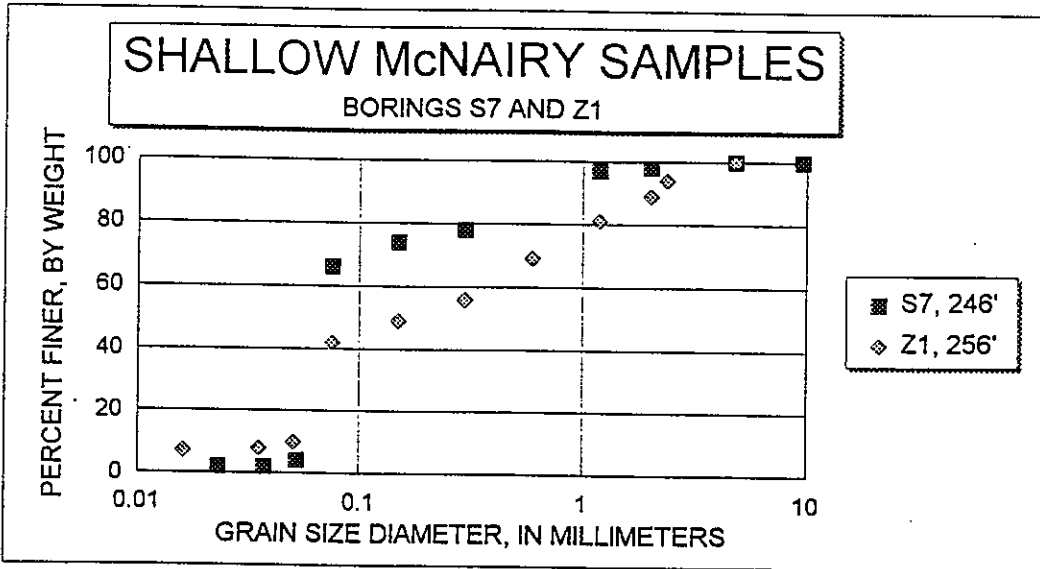 SHALLOW McNAIRY SAMPLES
BORINGS S7 AND Z1
PERCENT FINER, BY WEIGHT
100
80
60
40
20
0
0.01
0.1
1
10
GRAIN SIZE DIAMETER, IN MILLIMETERS
S7, 246'
Z1, 256'